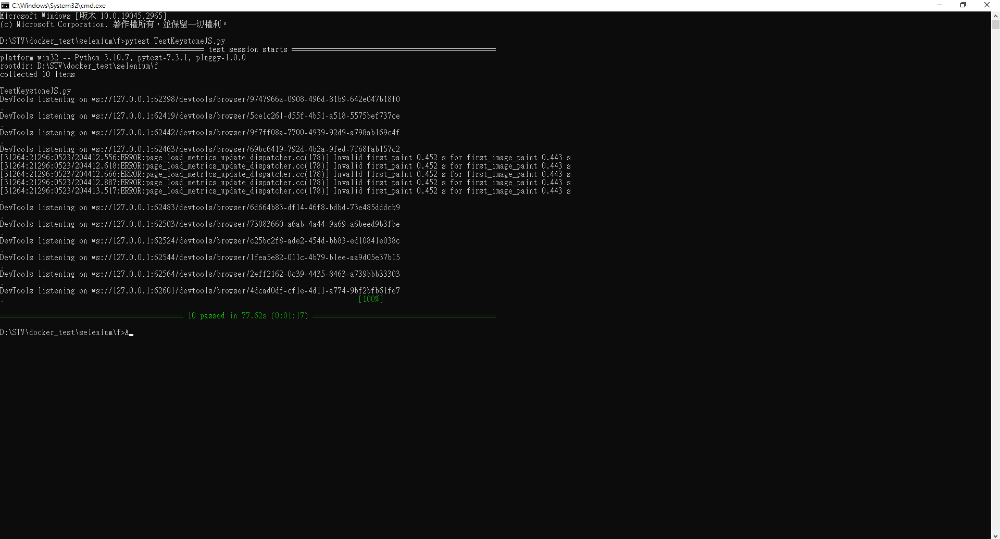 C:\Windows\System32\cmd.exe
Microsoft Windows [版本 10.0.19045.2965]
(c) Microsoft Corporation. 著作權所有，並保留一切權利。
D:\STV\docker_test\selenium\f>pytest TestKeystoneJS.py
test session starts
platform win32 -- Python 3.10.7, pytest-7.3.1, pluggy-1.0.0
rootdir: D:\STV\docker_test\selenium\f
collected 10 items
TestKeystoneJS.py
DevTools listening on ws://127.0.0.1:62398/devtools/browser/9747966a-0908-496d-81b9-642e047b18f0
.
DevTools listening on ws://127.0.0.1:62419/devtools/browser/5ce1c261-d55f-4b51-a518-5575bef737ce
.
DevTools listening on ws://127.0.0.1:62442/devtools/browser/9f7ff08a-7700-4939-92d9-a798ab169c4f
.
DevTools listening on ws://127.0.0.1:62463/devtools/browser/69bc6419-792d-4b2a-9fed-7f68fab157c2
[31264:21296:0523/204412.556:ERROR:page_load_metrics_update_dispatcher.cc(178)] Invalid first_paint 0.452 s for first_image_paint 0.443 s
[31264:21296:0523/204412.618:ERROR:page_load_metrics_update_dispatcher.cc(178)] Invalid first_paint 0.452 s for first_image_paint 0.443 s
[31264:21296:0523/204412.666:ERROR:page_load_metrics_update_dispatcher.cc(178)] Invalid first_paint 0.452 s for first_image_paint 0.443 s
[31264:21296:0523/204412.887:ERROR:page_load_metrics_update_dispatcher.cc(178)] Invalid first_paint 0.452 s for first_image_paint 0.443 s
[31264:21296:0523/204413.517:ERROR:page_load_metrics_update_dispatcher.cc(178)] Invalid first_paint 0.452 s for first_image_paint 0.443 s
.
DevTools listening on ws://127.0.0.1:62483/devtools/browser/6d664b83-df14-46f8-bdbd-73e485dddcb9
.
DevTools listening on ws://127.0.0.1:62503/devtools/browser/73083660-a6ab-4a44-9a69-a6beed9b3fbe
.
DevTools listening on ws://127.0.0.1:62524/devtools/browser/c25bc2f8-ade2-454d-bb83-ed10841e038c
.
DevTools listening on ws://127.0.0.1:62544/devtools/browser/1fea5e82-011c-4b79-b1ee-aa9d05e37b15
.
DevTools listening on ws://127.0.0.1:62564/devtools/browser/2eff2162-0c39-4435-8463-a739bbb33303
.
DevTools listening on ws://127.0.0.1:62601/devtools/browser/4dcad0df-cf1e-4d11-a774-9bf2bfb61fe7
. [100%]
10 passed in 77.62s (0:01:17)
D:\STV\docker_test\selenium\f>A